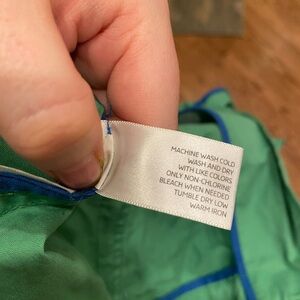 MACHINE WASH COLD
WASH AND DRY
WITH LIKE COLORS
ONLY NON-CHLORINE
BLEACH WHEN NEEDED
TUMBLE DRY LOW
WARM IRON